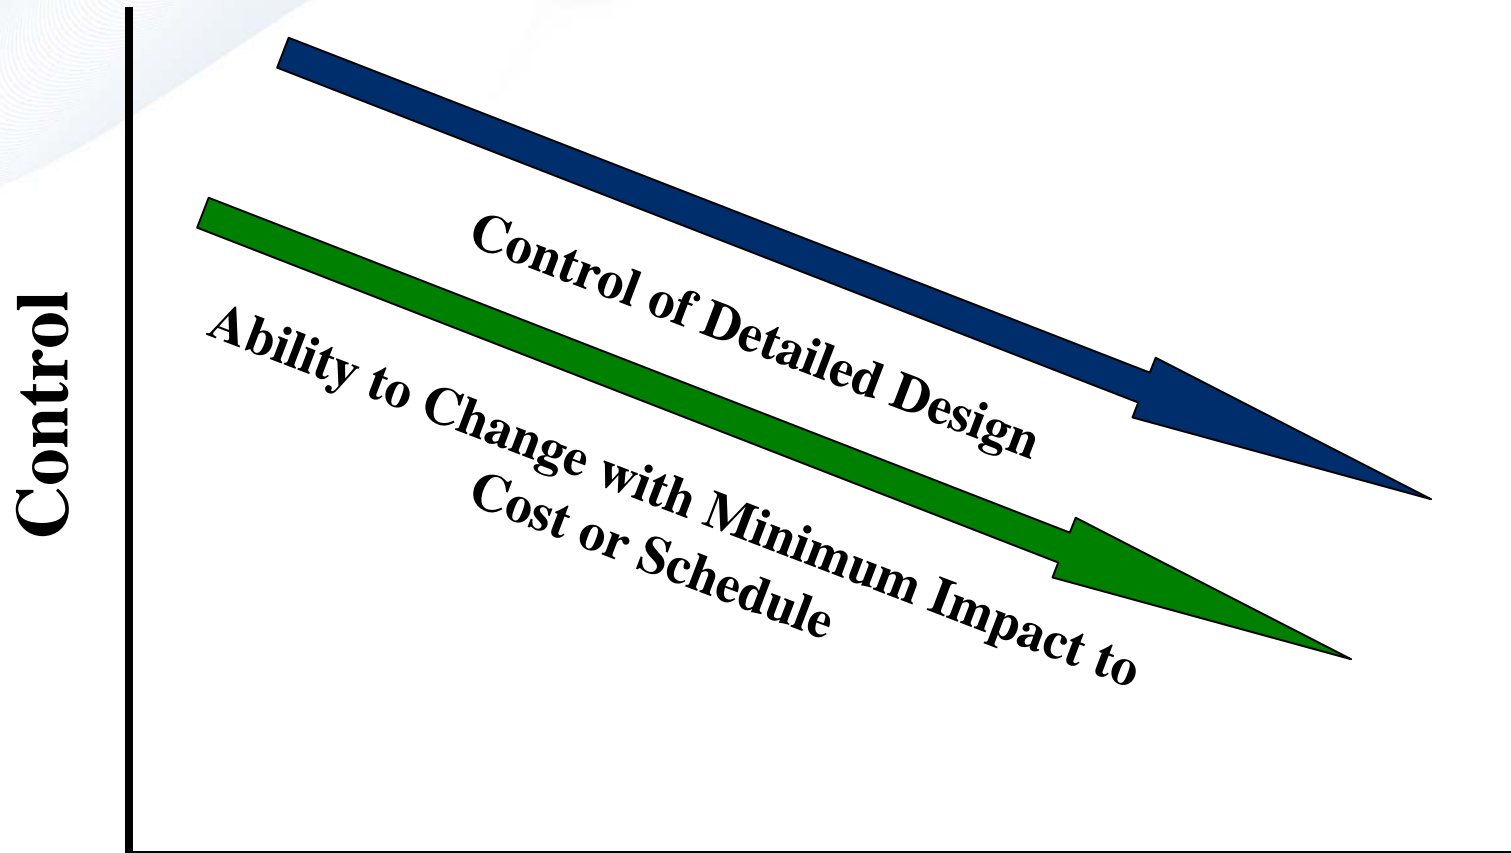 Control
Control of Detailed Design
Ability to Change with Minimum Impact to
Cost or Schedule